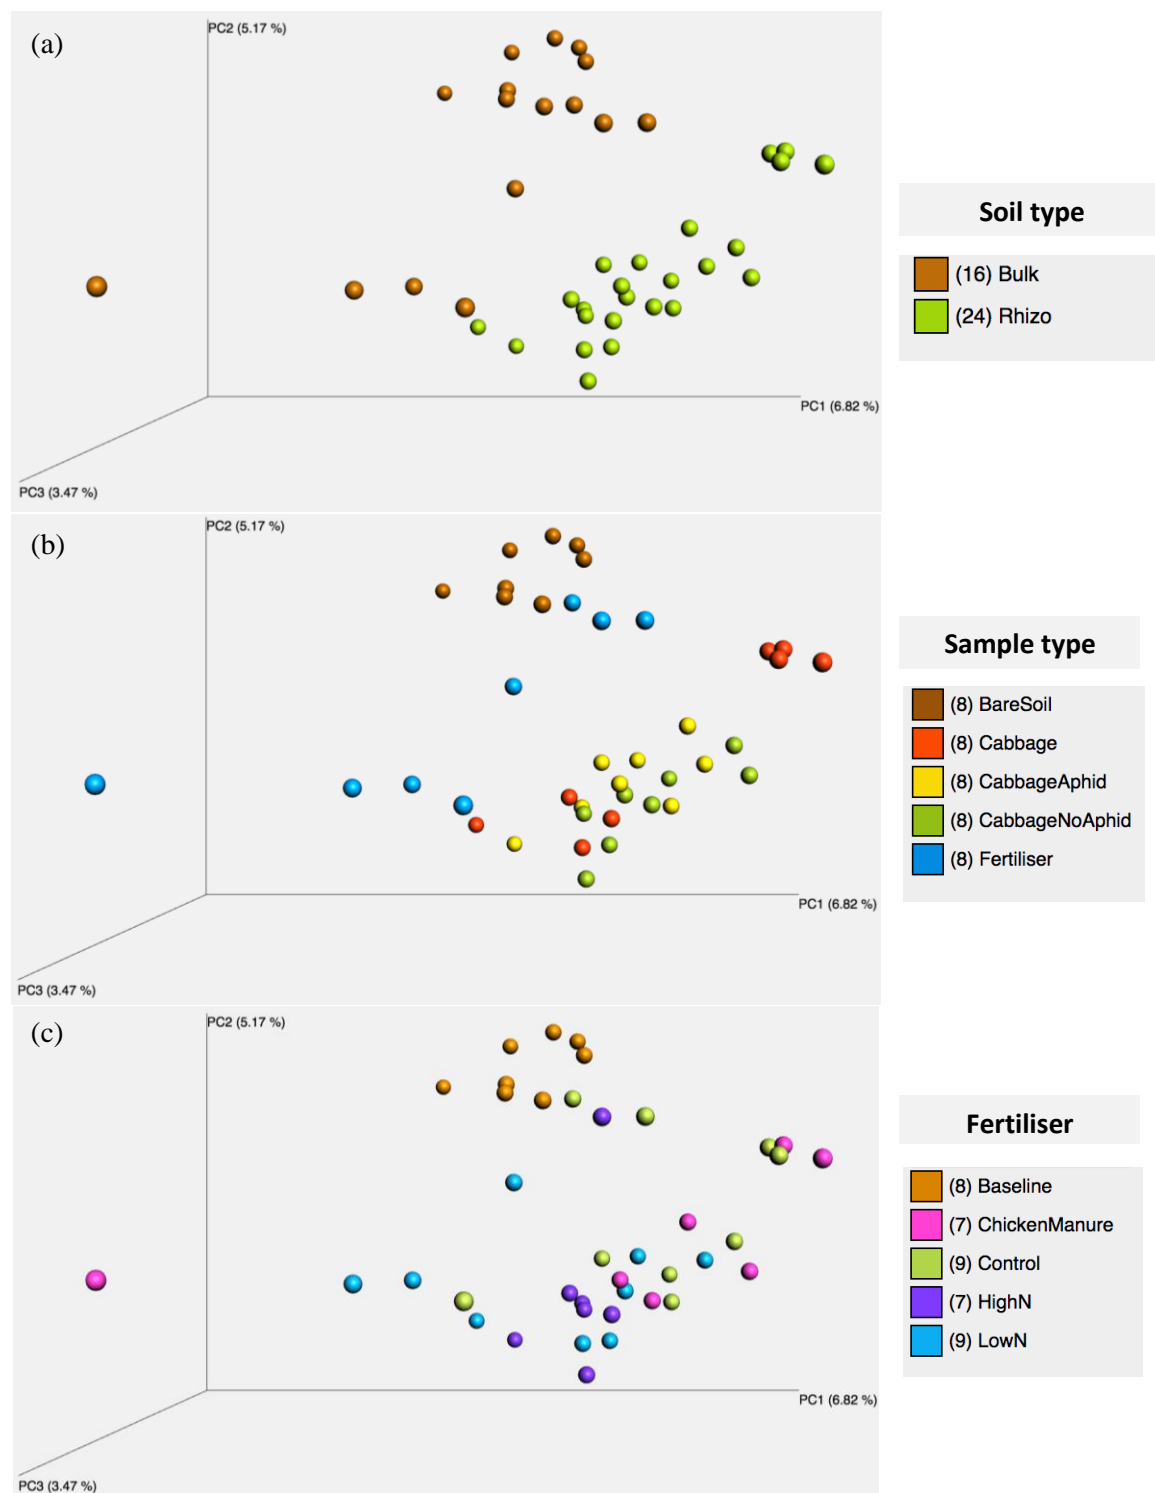 (a)
PC2 (5.17 %)
PC1 (6.82 %)
PC3 (3.47 %)
Soil type
(16) Bulk
(24) Rhizo
(b)
PC2 (5.17 %)
PC1 (6.82 %)
PC3 (3.47 %)
Sample type
(8) BareSoil
(8) Cabbage
(8) CabbageAphid
(8) CabbageNoAphid
(8) Fertiliser
(c)
PC2 (5.17 %)
PC1 (6.82 %)
PC3 (3.47 %)
Fertiliser
(8) Baseline
(7) ChickenManure
(9) Control
(7) HighN
(9) LowN